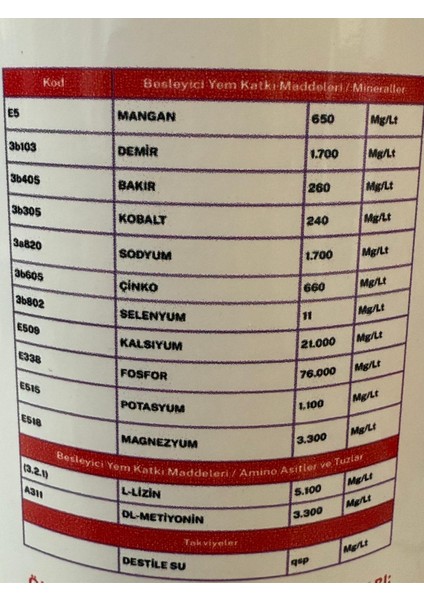 Kod Besleyici Yem Katkı Maddeleri / Mineraller
E5 MANGAN 650 Mg/Lt
3b103 DEMİR 1.700 Mg/Lt
3b405 BAKIR 260 Mg/Lt
3b305 KOBALT 240 Mg/Lt
3a820 SODYUM 1.700 Mg/Lt
3b605 ÇİNKO 660 Mg/Lt
3b802 SELENYUM 11 Mg/Lt
E509 KALSIYUM 21.000 Mg/Lt
E338 FOSFOR 76.000 Mg/Lt
E515 POTASYUM 1.100 Mg/Lt
E518 MAGNEZYUM 3.300 Mg/Lt
Besleyici Yem Katkı Maddeleri / Amino Asitler ve Tuzlar
(3.2.1) L-LİZİN 5.100 Mg/Lt
A311 DL-METİYONİN 3.300 Mg/Lt
Takviyeler
DESTİLE SU qsp Mg/Lt